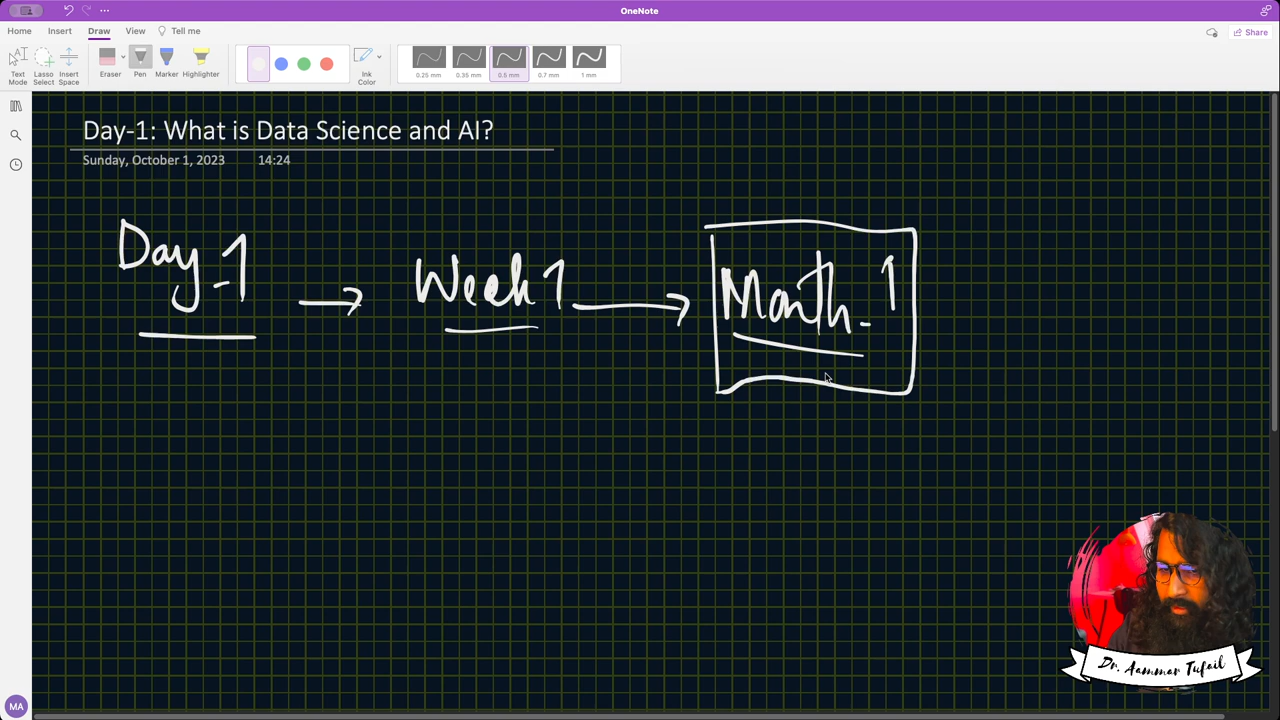 OneNote
Home Insert Draw View Tell me
Share
Text Mode
Lasso Select
Insert Space
Eraser
Pen
Marker
Highlighter
Ink Color
0.25 mm
0.35 mm
0.5 mm
0.7 mm
1 mm
Day-1: What is Data Science and AI?
Sunday, October 1, 2023 14:24
Day-1 → Week 1 → Month-1
Dr. Aammar Tufail
MA